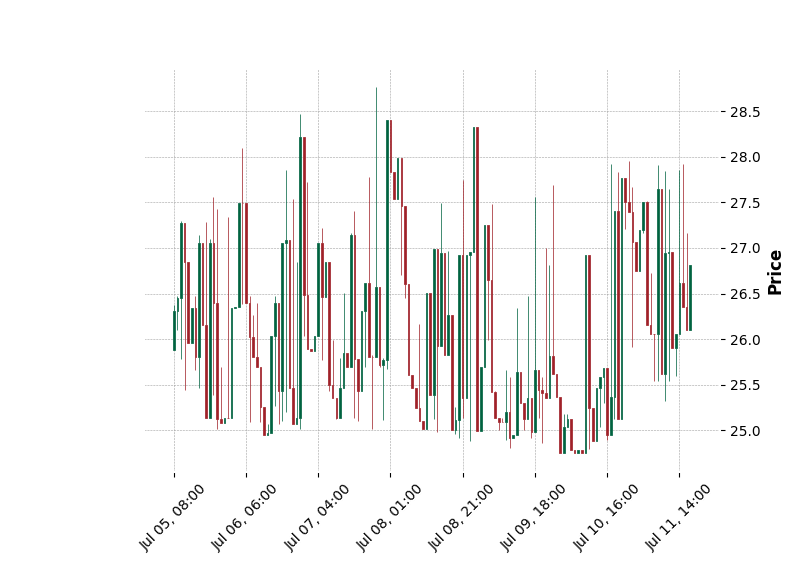 28.5
28.0
27.5
27.0
26.5
26.0
25.5
25.0
Price
Jul 05, 08:00
Jul 06, 06:00
Jul 07, 04:00
Jul 08, 01:00
Jul 08, 21:00
Jul 09, 18:00
Jul 10, 16:00
Jul 11, 14:00